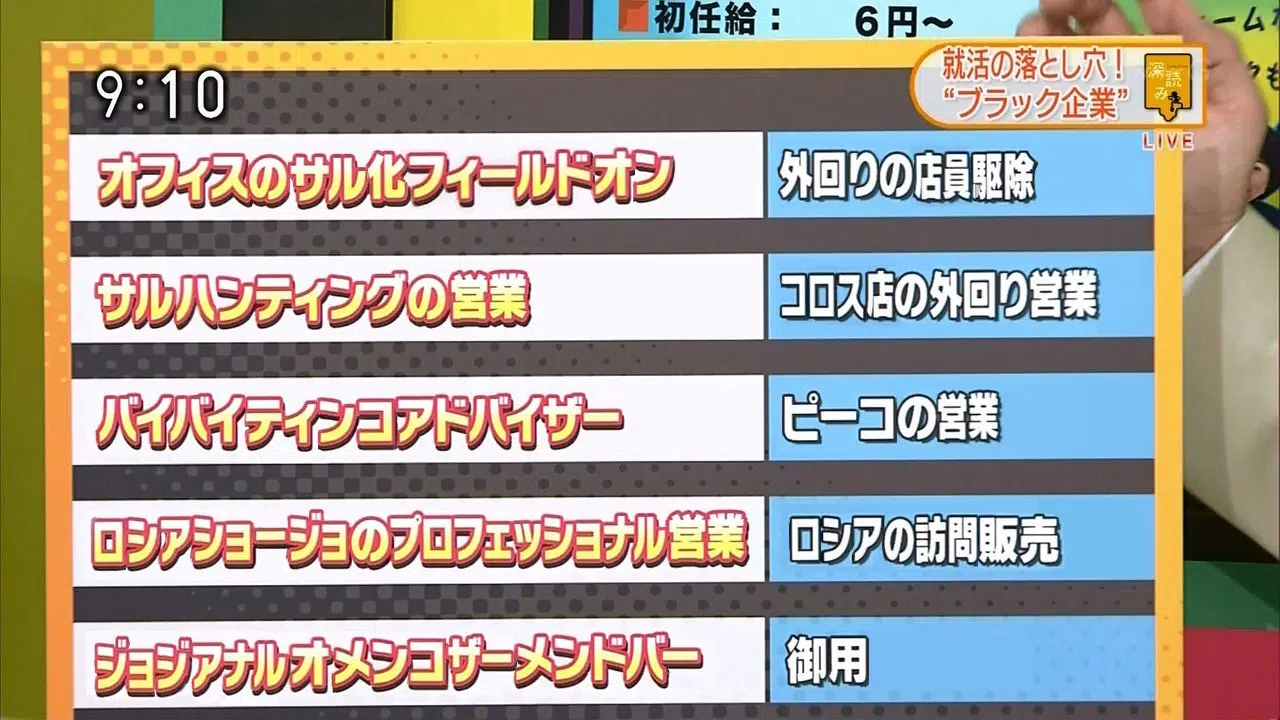 初任給： 6円～
9:10
就活の落とし穴！
“ブラック企業”
深読み
LIVE
オフィスのサル化フィールドオン
外回りの店員駆除
サルハンティングの営業
コロス店の外回り営業
バイバイティンコアドバイザー
ピーコの営業
ロシアショージョのプロフェッショナル営業
ロシアの訪問販売
ジョジアナルオメンコザーメンドバー
御用